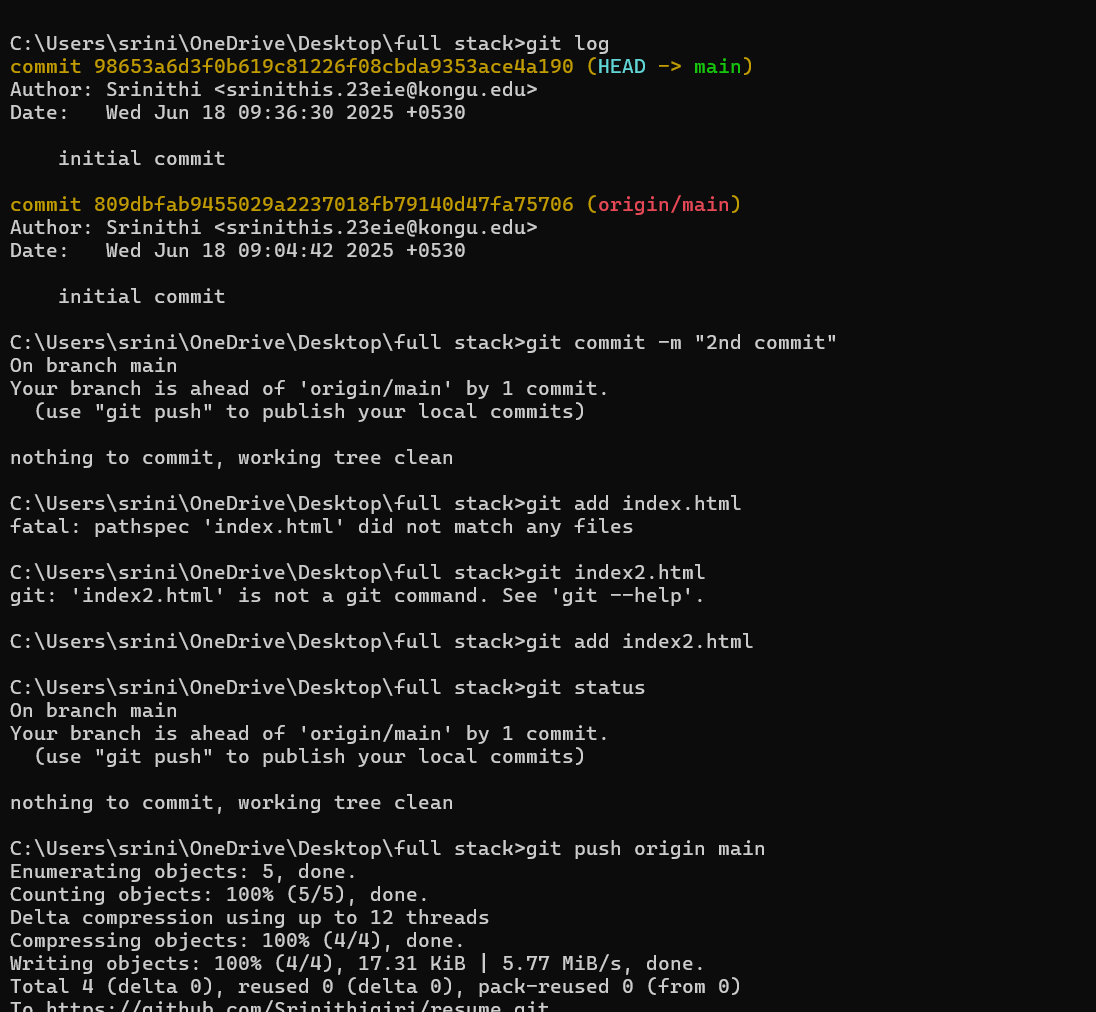 C:\Users\srini\OneDrive\Desktop\full stack>git log
commit 98653a6d3f0b619c81226f08cbda9353ace4a190 (HEAD -> main)
Author: Srinithi <srinithis.23eie@kongu.edu>
Date:   Wed Jun 18 09:36:30 2025 +0530
    initial commit
commit 809dbfab9455029a2237018fb79140d47fa75706 (origin/main)
Author: Srinithi <srinithis.23eie@kongu.edu>
Date:   Wed Jun 18 09:04:42 2025 +0530
    initial commit
C:\Users\srini\OneDrive\Desktop\full stack>git commit -m "2nd commit"
On branch main
Your branch is ahead of 'origin/main' by 1 commit.
  (use "git push" to publish your local commits)
nothing to commit, working tree clean
C:\Users\srini\OneDrive\Desktop\full stack>git add index.html
fatal: pathspec 'index.html' did not match any files
C:\Users\srini\OneDrive\Desktop\full stack>git index2.html
git: 'index2.html' is not a git command. See 'git --help'.
C:\Users\srini\OneDrive\Desktop\full stack>git add index2.html
C:\Users\srini\OneDrive\Desktop\full stack>git status
On branch main
Your branch is ahead of 'origin/main' by 1 commit.
  (use "git push" to publish your local commits)
nothing to commit, working tree clean
C:\Users\srini\OneDrive\Desktop\full stack>git push origin main
Enumerating objects: 5, done.
Counting objects: 100% (5/5), done.
Delta compression using up to 12 threads
Compressing objects: 100% (4/4), done.
Writing objects: 100% (4/4), 17.31 KiB | 5.77 MiB/s, done.
Total 4 (delta 0), reused 0 (delta 0), pack-reused 0 (from 0)
To https://github.com/Srinithigiri/resume.git